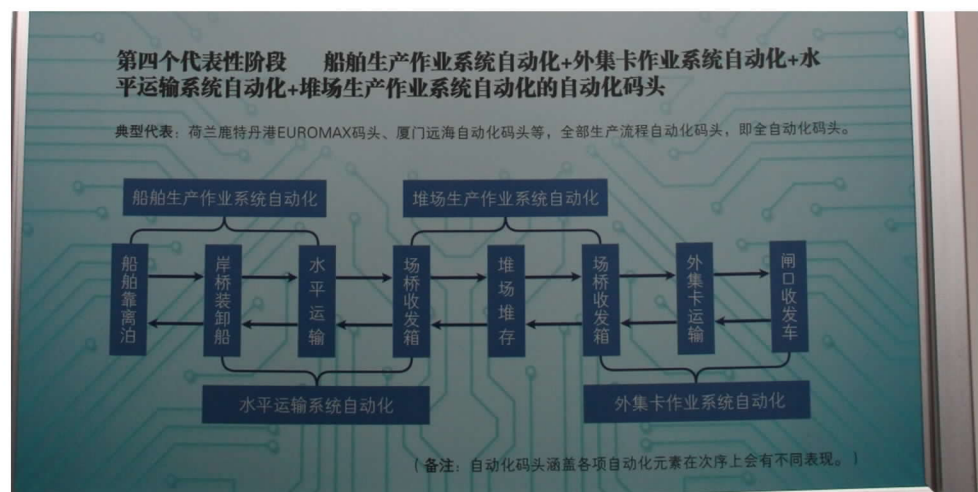 第四个代表性阶段 船舶生产作业系统自动化+外集卡作业系统自动化+水
平运输系统自动化+堆场生产作业系统自动化的自动化码头
典型代表：荷兰鹿特丹港EUROMAX码头、厦门远海自动化码头等，全部生产流程自动化码头，即全自动化码头。
船舶生产作业系统自动化
堆场生产作业系统自动化
船舶靠离泊
岸桥装卸船
水平运输
场桥收发箱
堆场堆存
场桥收发箱
外集卡运输
闸口收发车
水平运输系统自动化
外集卡作业系统自动化
（备注：自动化码头涵盖各项自动化元素在次序上会有不同表现。）